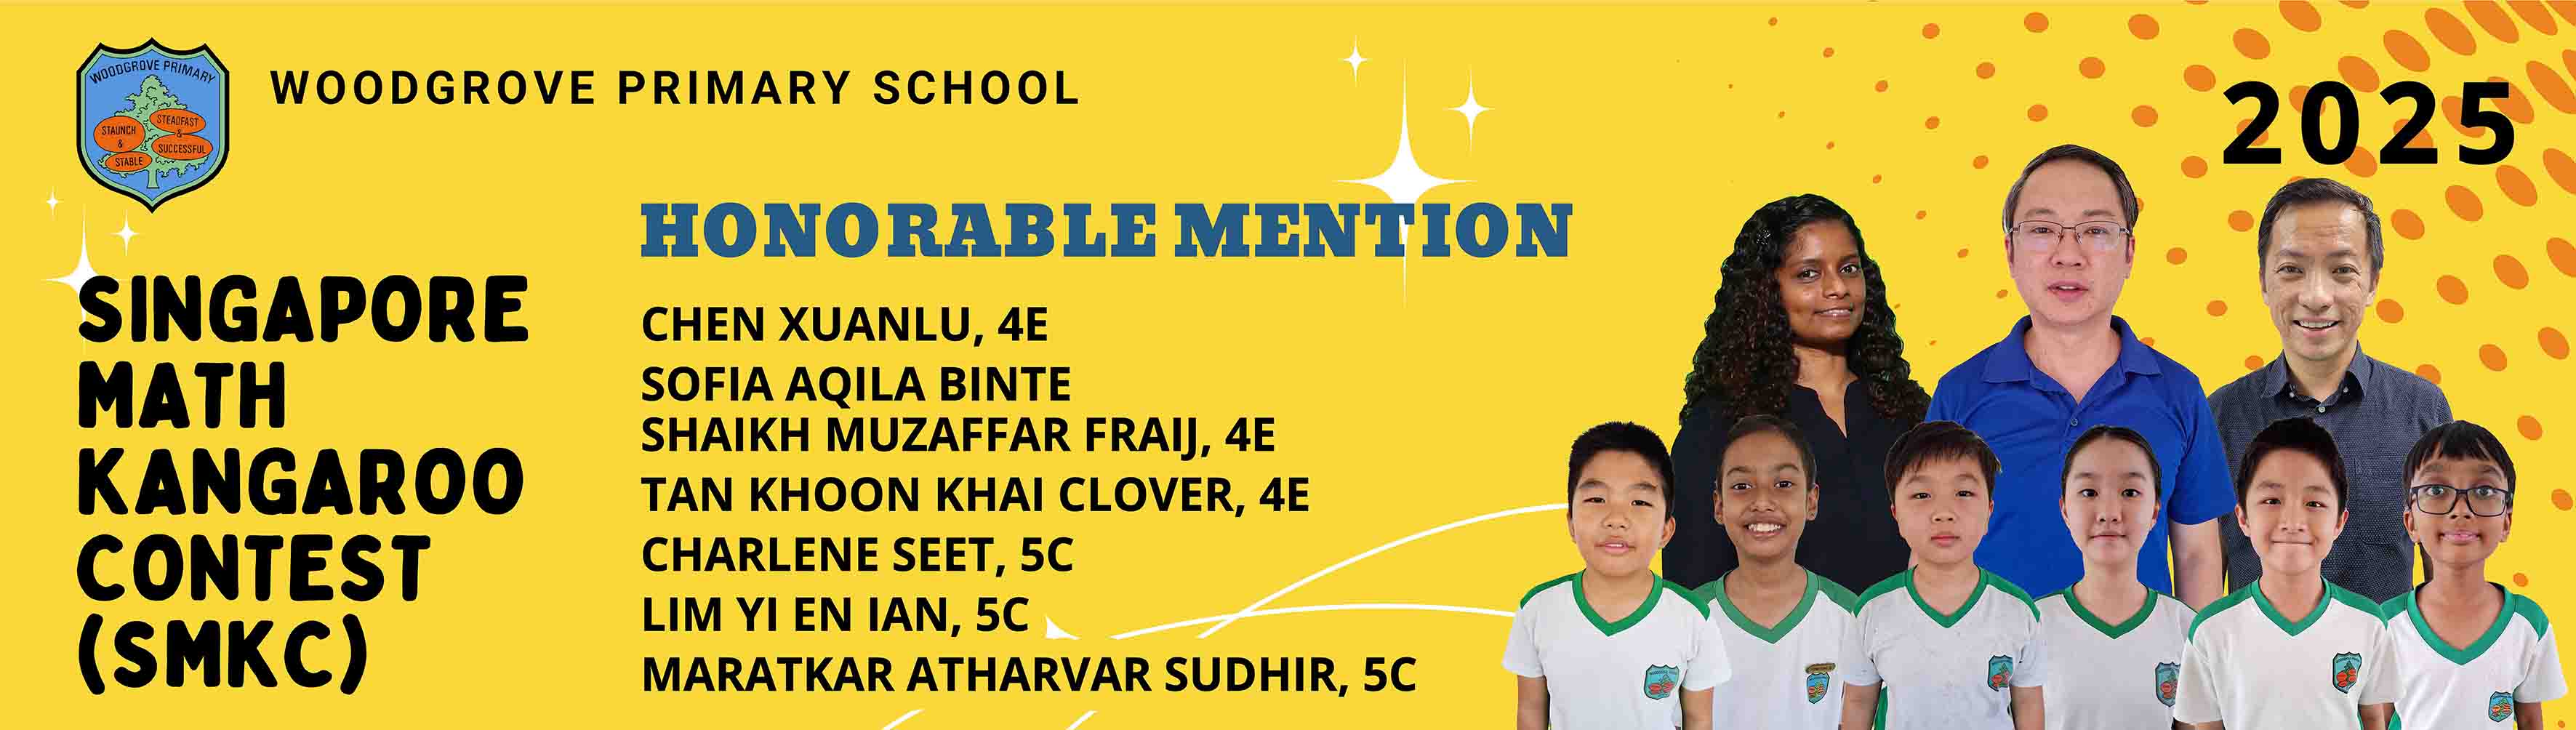 WOODGROVE PRIMARY
STAUNCH
&
STABLE
STEADFAST
&
SUCCESSFUL
WOODGROVE PRIMARY SCHOOL
2025
SINGAPORE
MATH
KANGAROO
CONTEST
(SMKC)
HONORABLE MENTION
CHEN XUANLU, 4E
SOFIA AQILA BINTE
SHAIKH MUZAFFAR FRAIJ, 4E
TAN KHOON KHAI CLOVER, 4E
CHARLENE SEET, 5C
LIM YI EN IAN, 5C
MARATKAR ATHARVAR SUDHIR, 5C